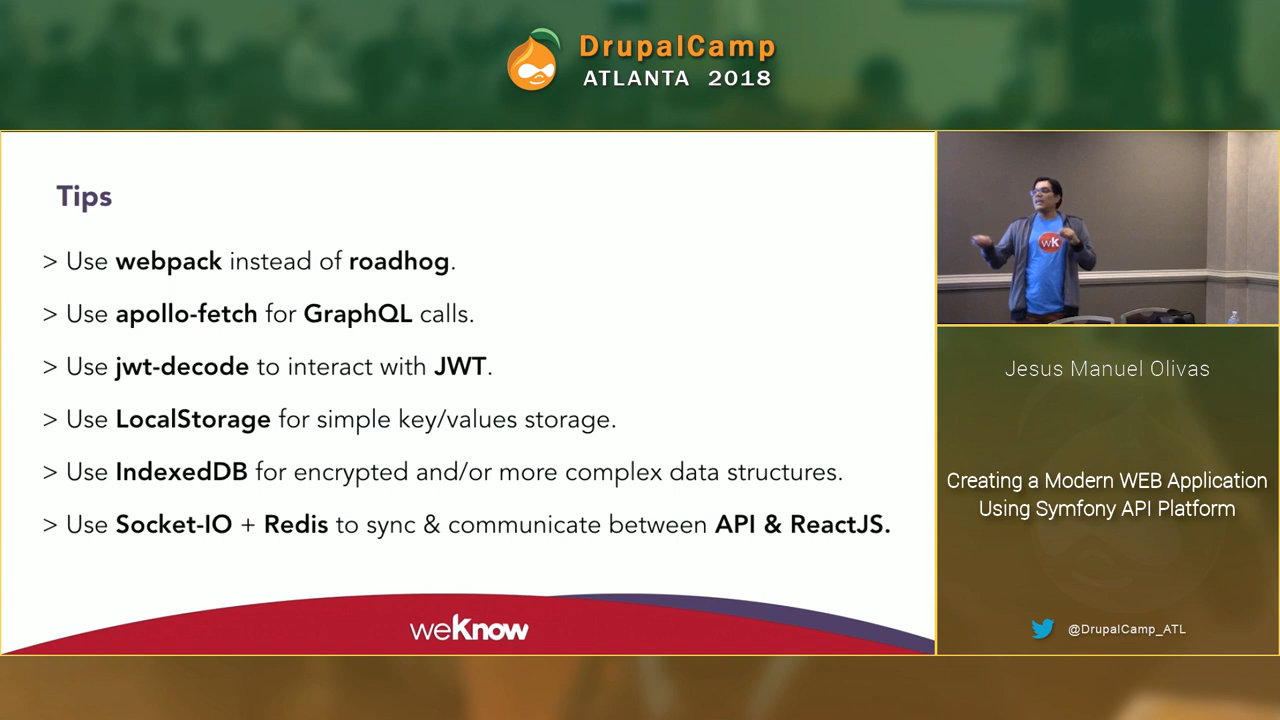 DrupalCamp
ATLANTA 2018
Tips
> Use webpack instead of roadhog.
> Use apollo-fetch for GraphQL calls.
> Use jwt-decode to interact with JWT.
> Use LocalStorage for simple key/values storage.
> Use IndexedDB for encrypted and/or more complex data structures.
> Use Socket-IO + Redis to sync & communicate between API & ReactJS.
weKnow
wk
Jesus Manuel Olivas
Creating a Modern WEB Application
Using Symfony API Platform
@DrupalCamp_ATL